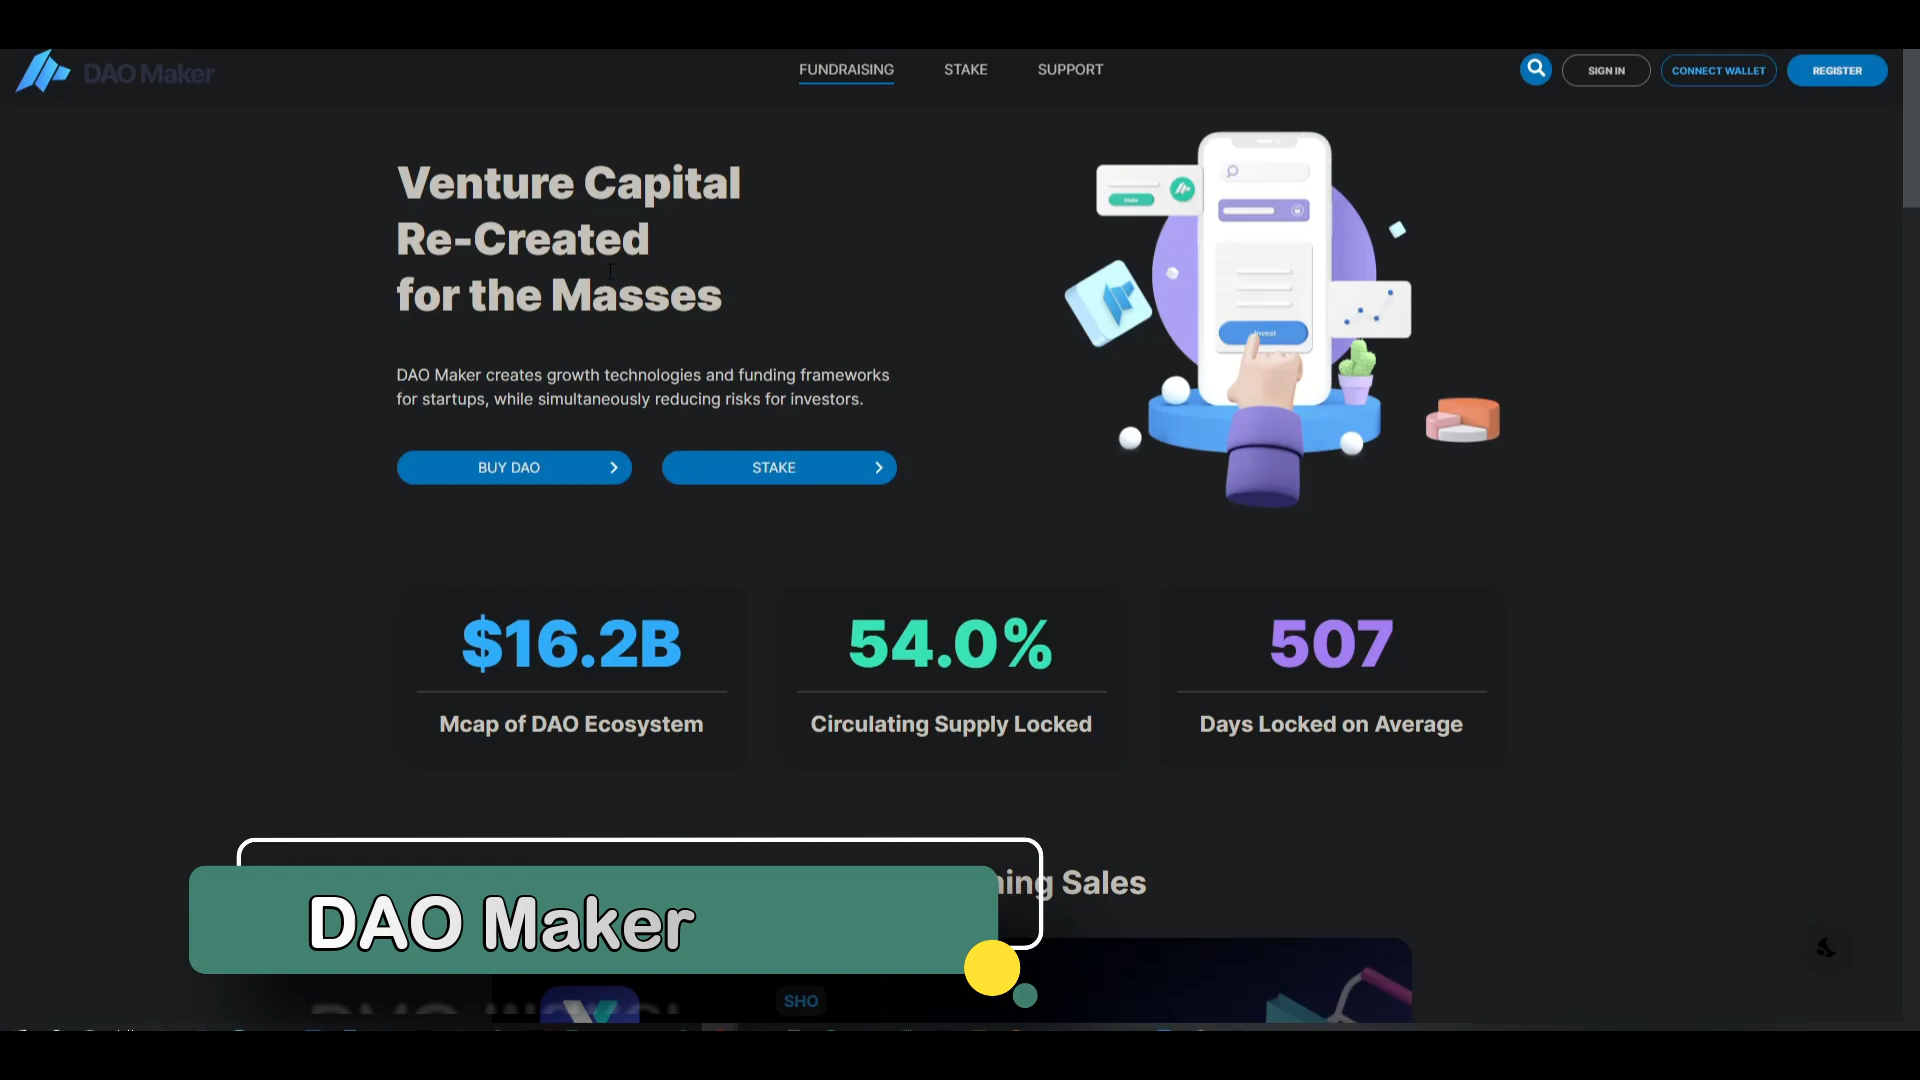 DAO Maker
FUNDRAISING
STAKE
SUPPORT
SIGN IN
CONNECT WALLET
REGISTER
Venture Capital
Re-Created
for the Masses
DAO Maker creates growth technologies and funding frameworks
for startups, while simultaneously reducing risks for investors.
BUY DAO
STAKE
Stake
Invest
$16.2B
Mcap of DAO Ecosystem
54.0%
Circulating Supply Locked
507
Days Locked on Average
Sales
DAO Maker
SHO